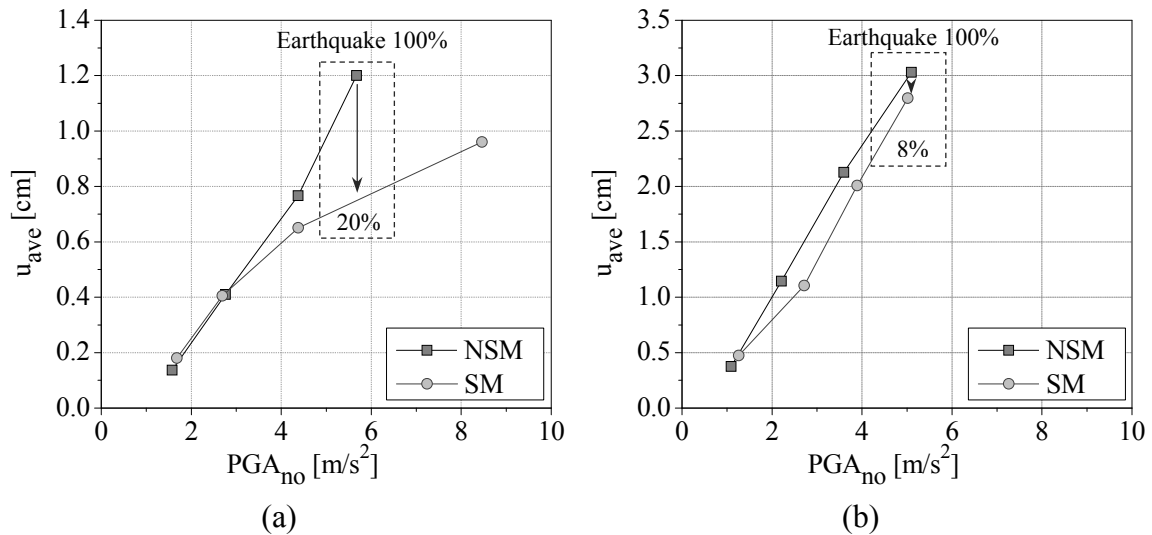 1.4
1.2
1.0
0.8
0.6
0.4
0.2
0.0
u_ave [cm]
0 2 4 6 8 10
PGA_no [m/s²]
Earthquake 100%
20%
NSM
SM
(a)
3.5
3.0
2.5
2.0
1.5
1.0
0.5
0.0
u_ave [cm]
0 2 4 6 8 10
PGA_no [m/s²]
Earthquake 100%
8%
NSM
SM
(b)